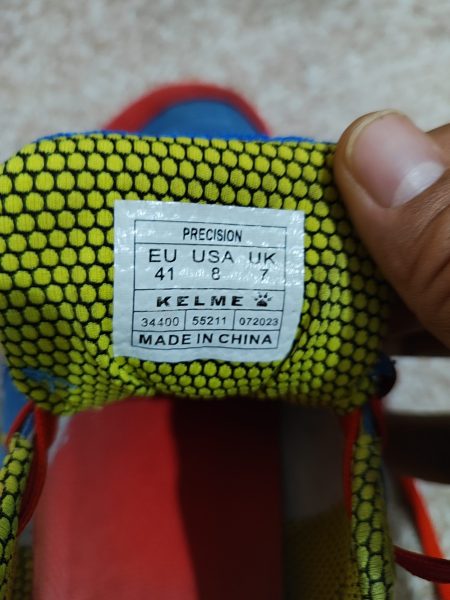 PRECISION
EU USA UK
41 8 7
KELME
34400 55211 072023
MADE IN CHINA